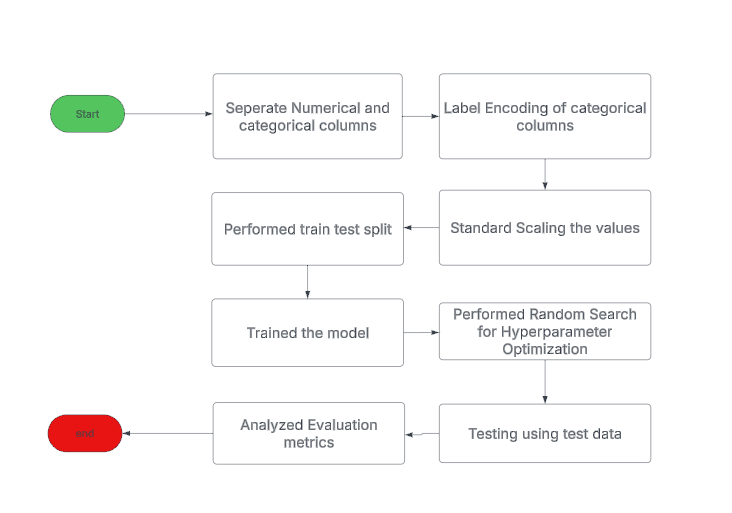 Start
Seperate Numerical and
categorical columns
Label Encoding of categorical
columns
Standard Scaling the values
Performed train test split
Trained the model
Performed Random Search
for Hyperparameter
Optimization
Testing using test data
Analyzed Evaluation
metrics
end